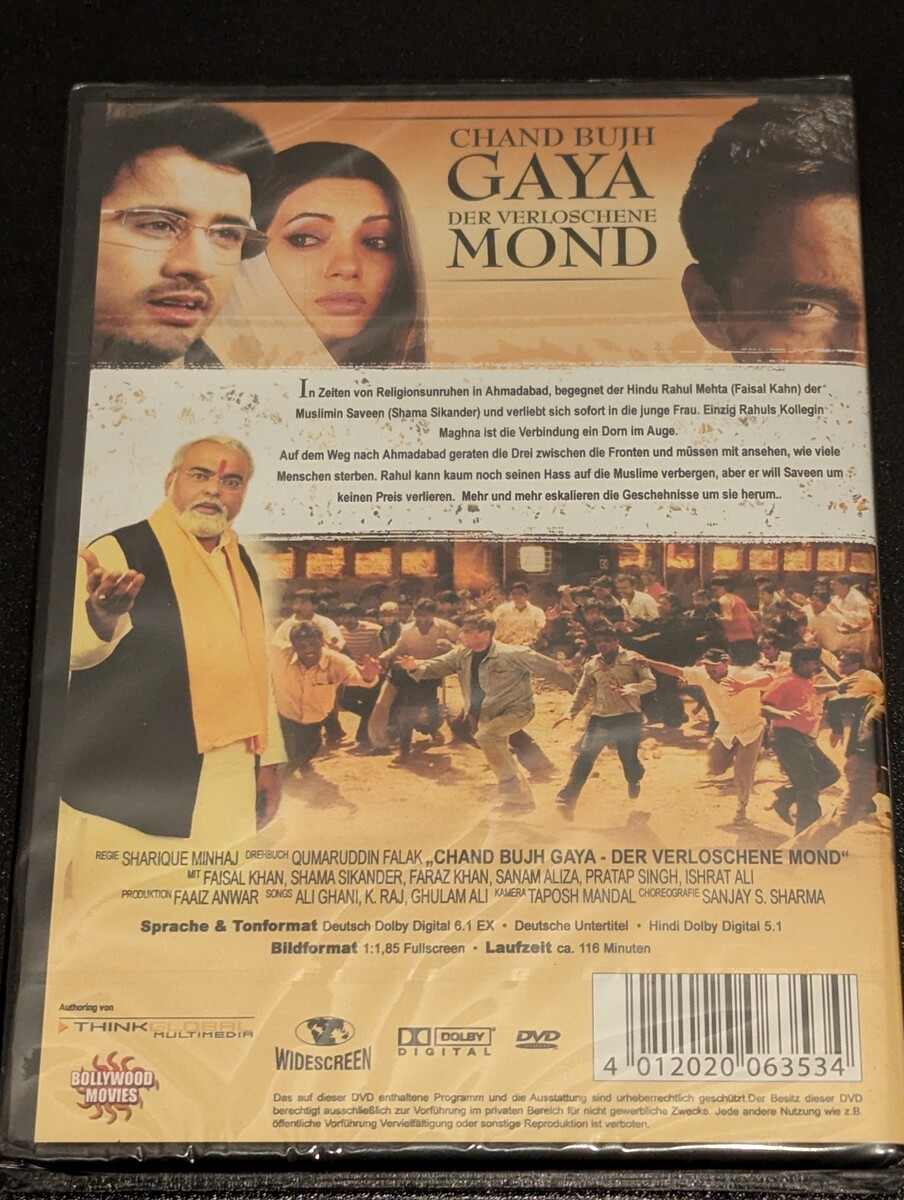 CHAND BUJH
GAYA
DER VERLOSCHENE
MOND
In Zeiten von Religionsunruhen in Ahmadabad, begegnet der Hindu Rahul Mehta (Faisal Kahn) der
Muslimin Saveen (Shama Sikander) und verliebt sich sofort in die junge Frau. Einzig Rahuls Kollegin
Maghna ist die Verbindung ein Dorn im Auge.
Auf dem Weg nach Ahmadabad geraten die Drei zwischen die Fronten und müssen mit ansehen, wie viele
Menschen sterben. Rahul kann kaum noch seinen Hass auf die Muslime verbergen, aber er will Saveen um
keinen Preis verlieren. Mehr und mehr eskalieren die Geschehnisse um sie herum..
REGIE SHARIQUE MINHAJ DREHBUCH QUMARUDDIN FALAK „CHAND BUJH GAYA - DER VERLOSCHENE MOND“
MIT FAISAL KHAN, SHAMA SIKANDER, FARAZ KHAN, SANAM ALIZA, PRATAP SINGH, ISHRAT ALI
PRODUKTION FAAIZ ANWAR SONGS ALI GHANI, K. RAJ, GHULAM ALI KAMERA TAPOSH MANDAL CHOREOGRAFIE SANJAY S. SHARMA
Sprache & Tonformat Deutsch Dolby Digital 6.1 EX • Deutsche Untertitel • Hindi Dolby Digital 5.1
Bildformat 1:1,85 Fullscreen • Laufzeit ca. 116 Minuten
Authoring von
THINKGLOBAL
MULTIMEDIA
BOLLYWOOD
MOVIES
WIDESCREEN
DOLBY
DIGITAL
DVD
4 012020 063534
Das auf dieser DVD enthaltene Programm und die Ausstattung sind urheberrechtlich geschützt.Der Besitz dieser DVD
berechtigt ausschließlich zur Vorführung im privaten Bereich für nicht gewerbliche Zwecke. Jede andere Nutzung wie z.B.
öffentliche Vorführung Vervielfältigung oder sonstige Reproduktion ist verboten.